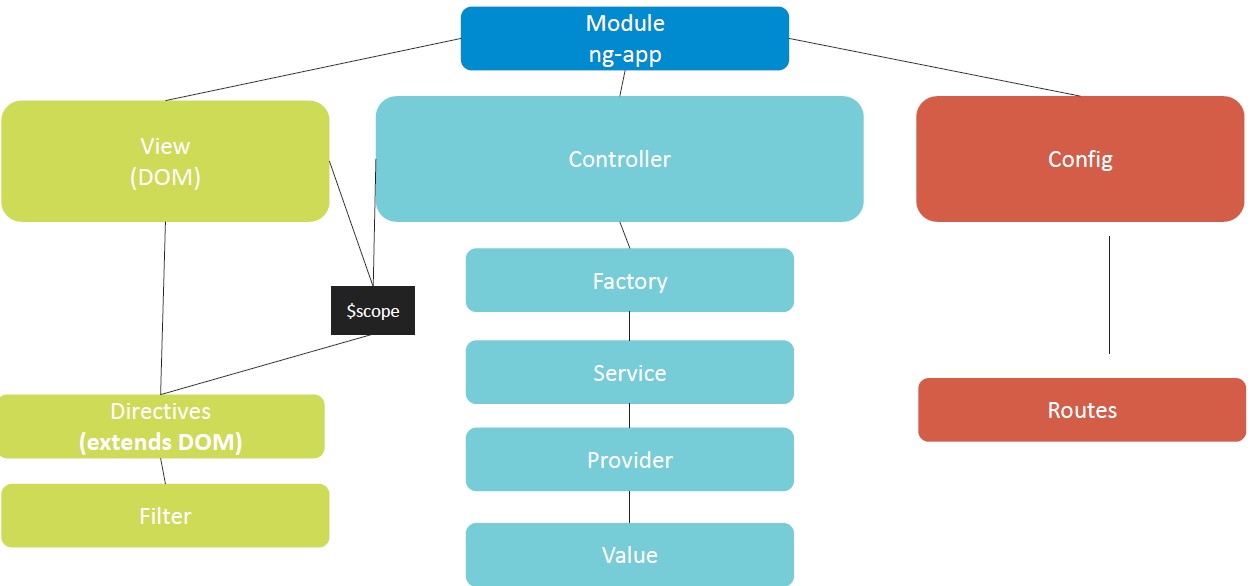 Module
ng-app
View
(DOM)
Controller
Config
Factory
$scope
Service
Directives
(extends DOM)
Routes
Provider
Filter
Value